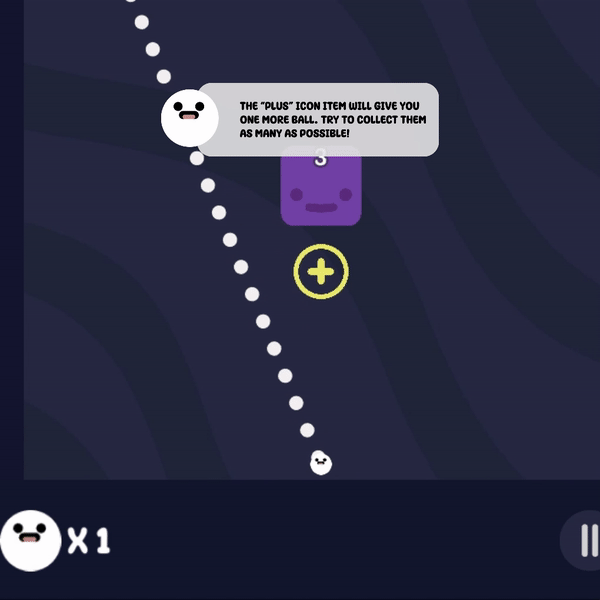 THE "PLUS" ICON ITEM WILL GIVE YOU
ONE MORE BALL. TRY TO COLLECT THEM
AS MANY AS POSSIBLE!
3
X 1